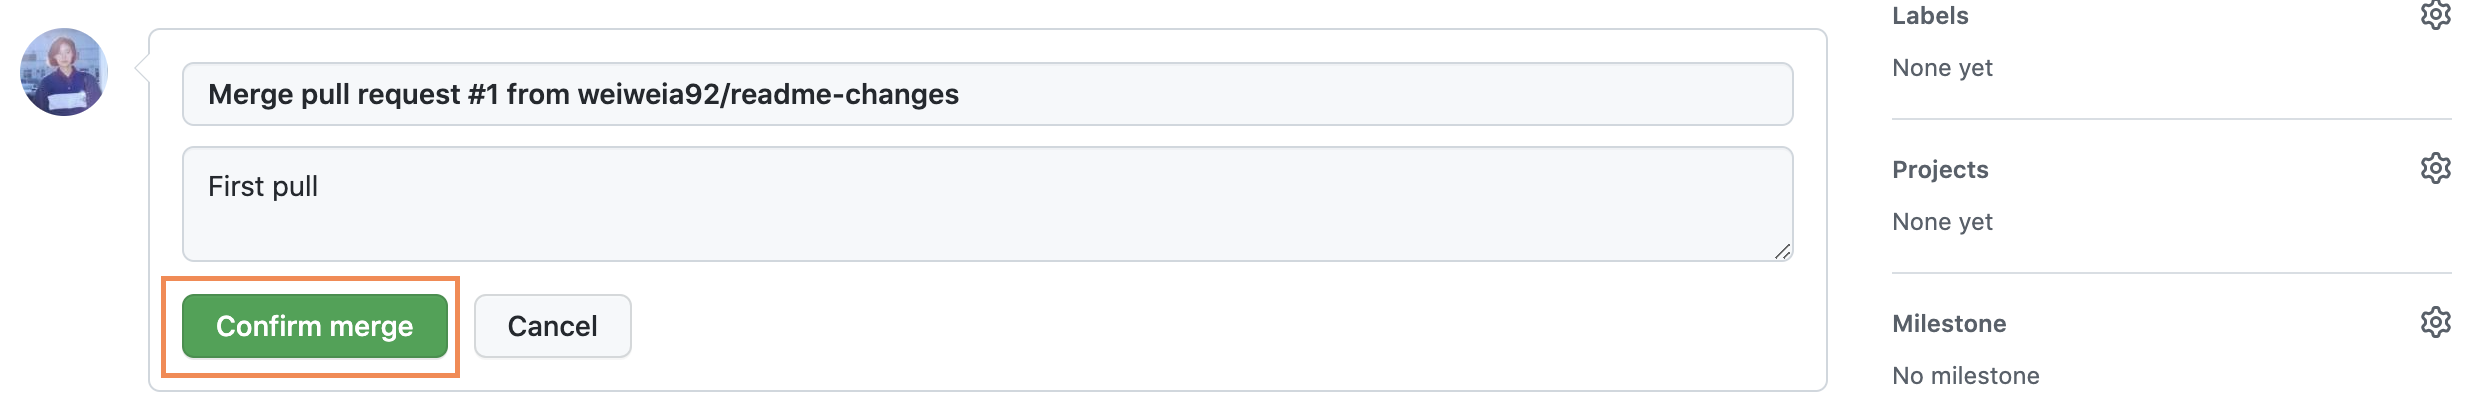 Merge pull request #1 from weiweia92/readme-changes
First pull
Confirm merge
Cancel
Labels
None yet
Projects
None yet
Milestone
No milestone